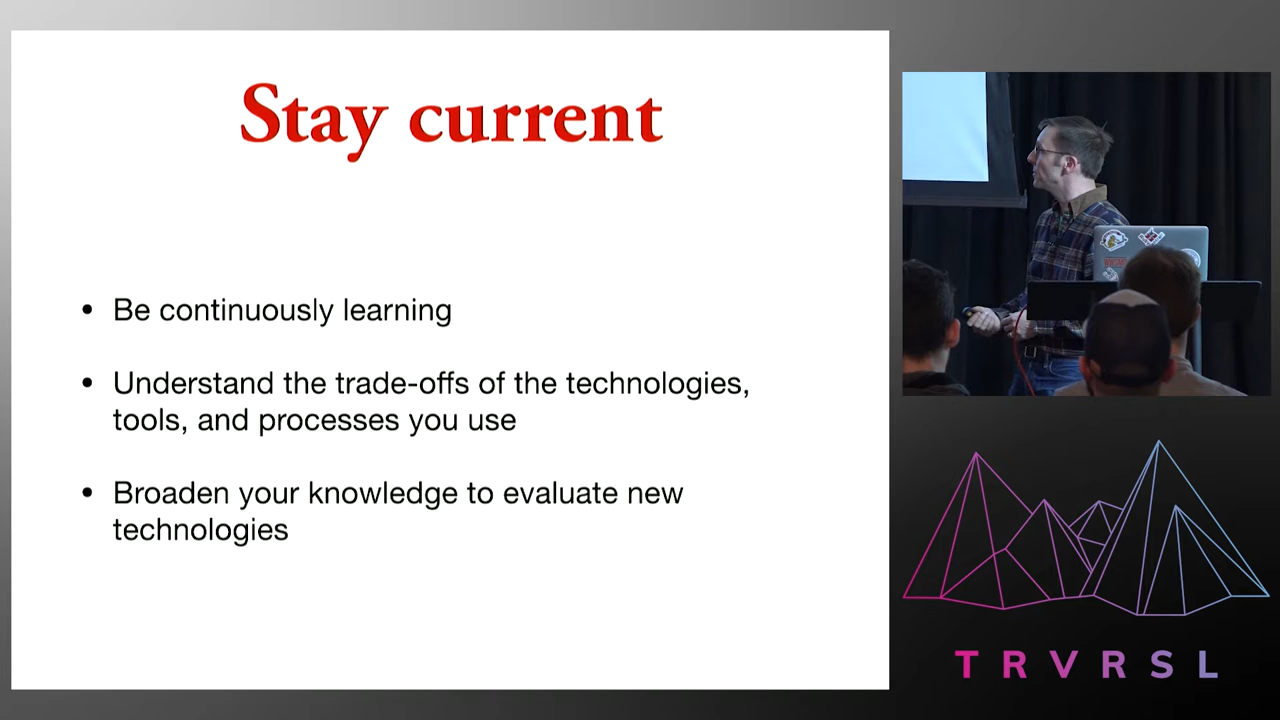 Stay current
• Be continuously learning
• Understand the trade-offs of the technologies,
tools, and processes you use
• Broaden your knowledge to evaluate new
technologies
TRVRSL